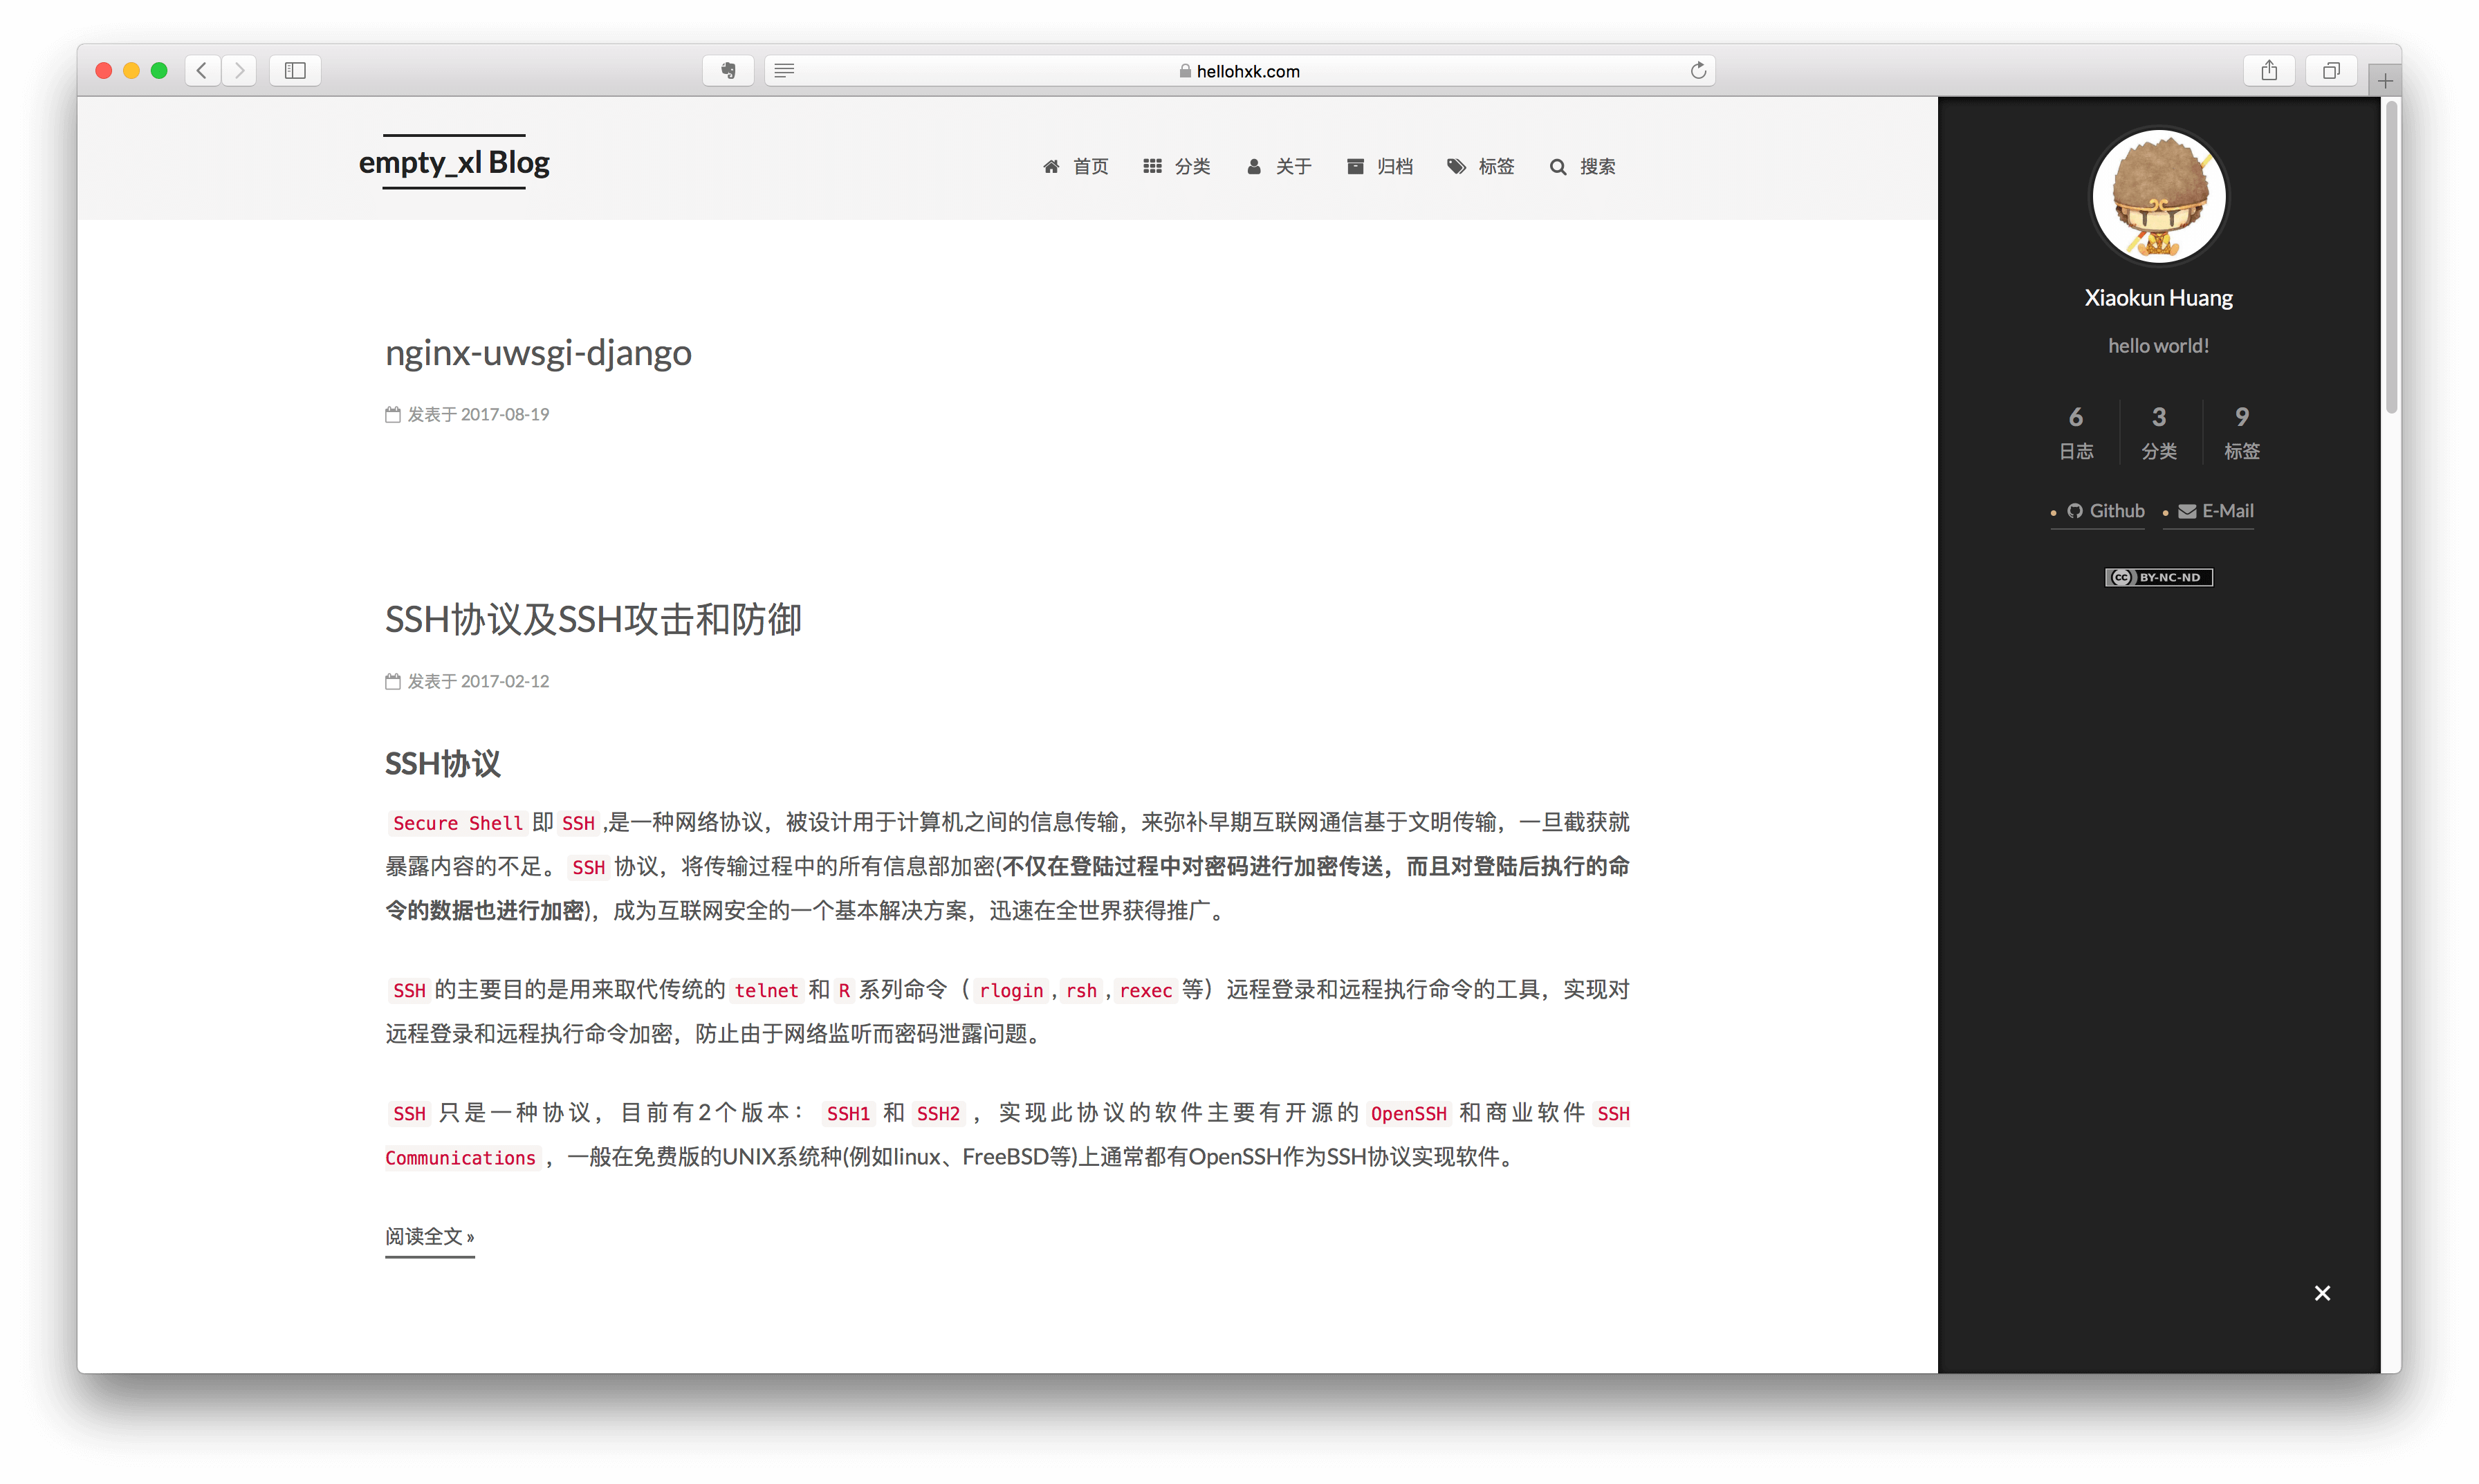 hellohxk.com
empty_xl Blog
首页 分类 关于 归档 标签 搜索
nginx-uwsgi-django
发表于 2017-08-19
SSH协议及SSH攻击和防御
发表于 2017-02-12
SSH协议
Secure Shell 即 SSH ,是一种网络协议，被设计用于计算机之间的信息传输，来弥补早期互联网通信基于文明传输，一旦截获就
暴露内容的不足。 SSH 协议，将传输过程中的所有信息部加密(不仅在登陆过程中对密码进行加密传送，而且对登陆后执行的命
令的数据也进行加密)，成为互联网安全的一个基本解决方案，迅速在全世界获得推广。
SSH 的主要目的是用来取代传统的 telnet 和 R 系列命令（ rlogin , rsh , rexec 等）远程登录和远程执行命令的工具，实现对
远程登录和远程执行命令加密，防止由于网络监听而密码泄露问题。
SSH 只是一种协议，目前有2个版本： SSH1 和 SSH2 ，实现此协议的软件主要有开源的 OpenSSH 和商业软件 SSH
Communications ，一般在免费版的UNIX系统种(例如linux、FreeBSD等)上通常都有OpenSSH作为SSH协议实现软件。
阅读全文 »
Xiaokun Huang
hello world!
6 3 9
日志 分类 标签
Github E-Mail
cc BY-NC-ND